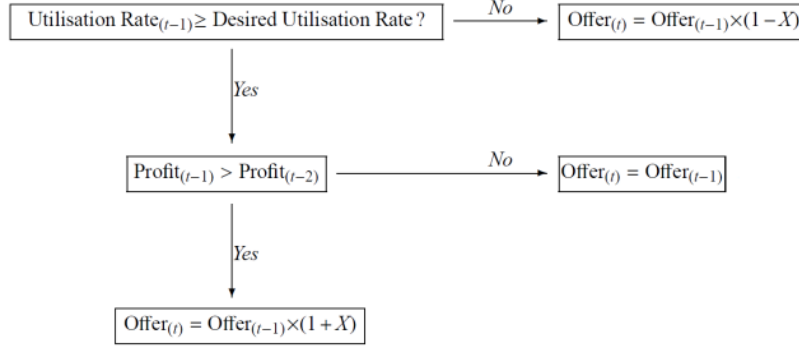 Utilisation Rate(t−1)≥ Desired Utilisation Rate ?
No
Offer(t) = Offer(t−1)×(1−X)
Yes
Profit(t−1) > Profit(t−2)
No
Offer(t) = Offer(t−1)
Yes
Offer(t) = Offer(t−1)×(1+X)